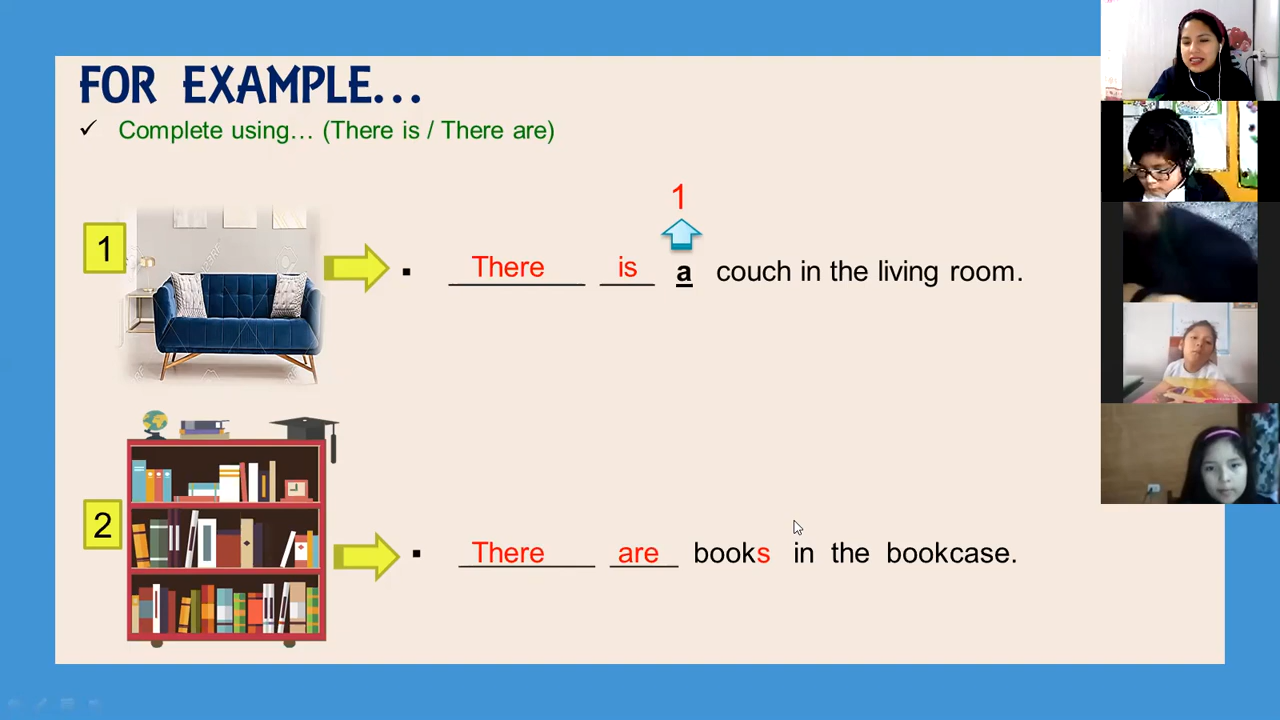 FOR EXAMPLE...
✓ Complete using... (There is / There are)
1
1
▪ There is a couch in the living room.
2
▪ There are books in the bookcase.